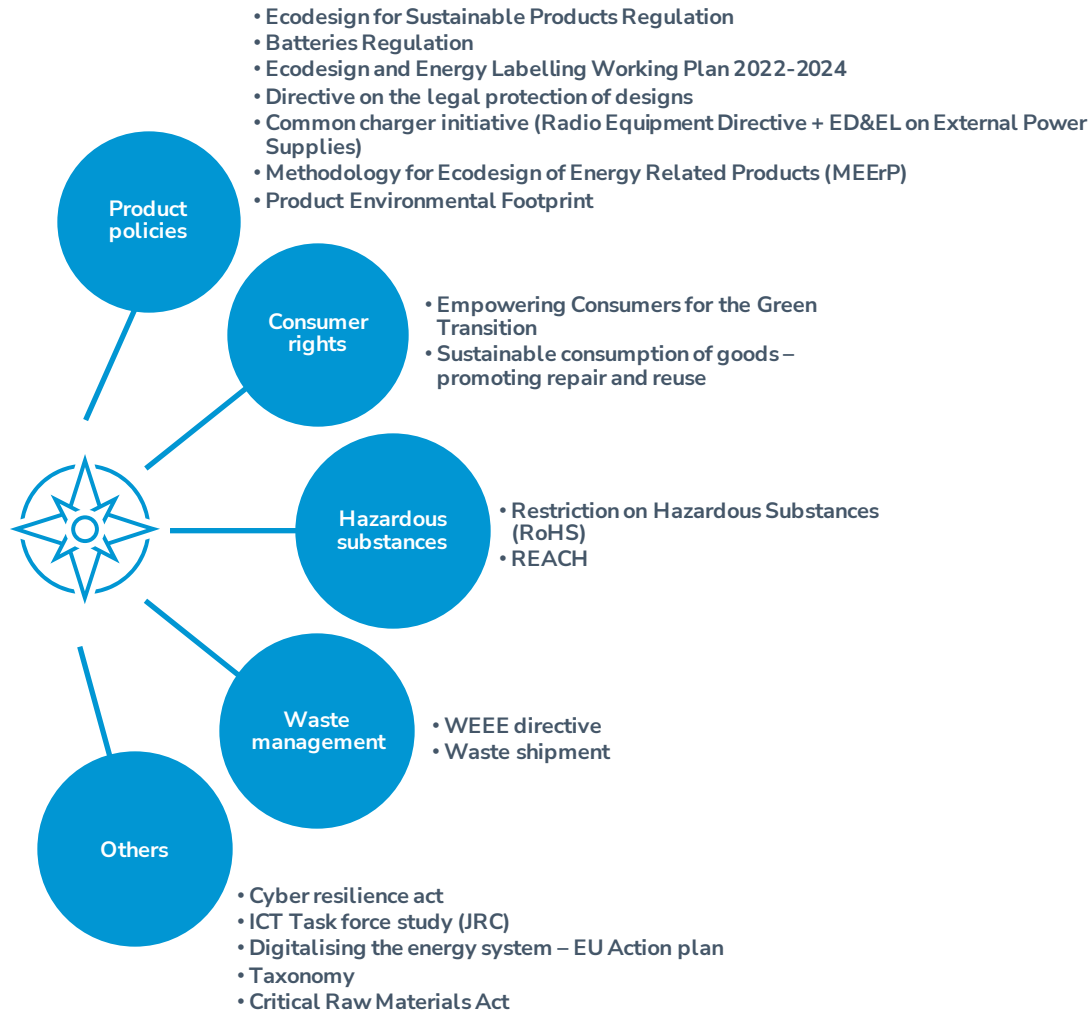 • Ecodesign for Sustainable Products Regulation
• Batteries Regulation
• Ecodesign and Energy Labelling Working Plan 2022-2024
• Directive on the legal protection of designs
• Common charger initiative (Radio Equipment Directive + ED&EL on External Power
Supplies)
• Methodology for Ecodesign of Energy Related Products (MEErP)
• Product Environmental Footprint
Product
policies
Consumer
rights
• Empowering Consumers for the Green
Transition
• Sustainable consumption of goods –
promoting repair and reuse
Hazardous
substances
• Restriction on Hazardous Substances
(RoHS)
• REACH
Waste
management
• WEEE directive
• Waste shipment
Others
• Cyber resilience act
• ICT Task force study (JRC)
• Digitalising the energy system – EU Action plan
• Taxonomy
• Critical Raw Materials Act